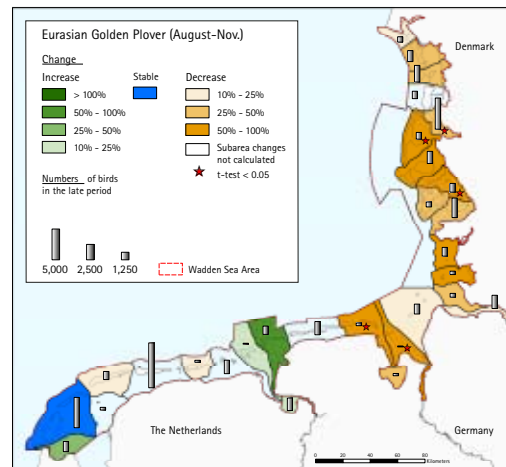 Eurasian Golden Plover (August-Nov.)
Denmark
Change
Increase
Stable
Decrease
> 100%
10% - 25%
50% - 100%
25% - 50%
25% - 50%
50% - 100%
10% - 25%
Subarea changes
not calculated
Numbers of birds
in the late period
t-test < 0.05
5,000 2,500 1,250
Wadden Sea Area
The Netherlands
Germany
0 10 20 40 60 80
Kilometers